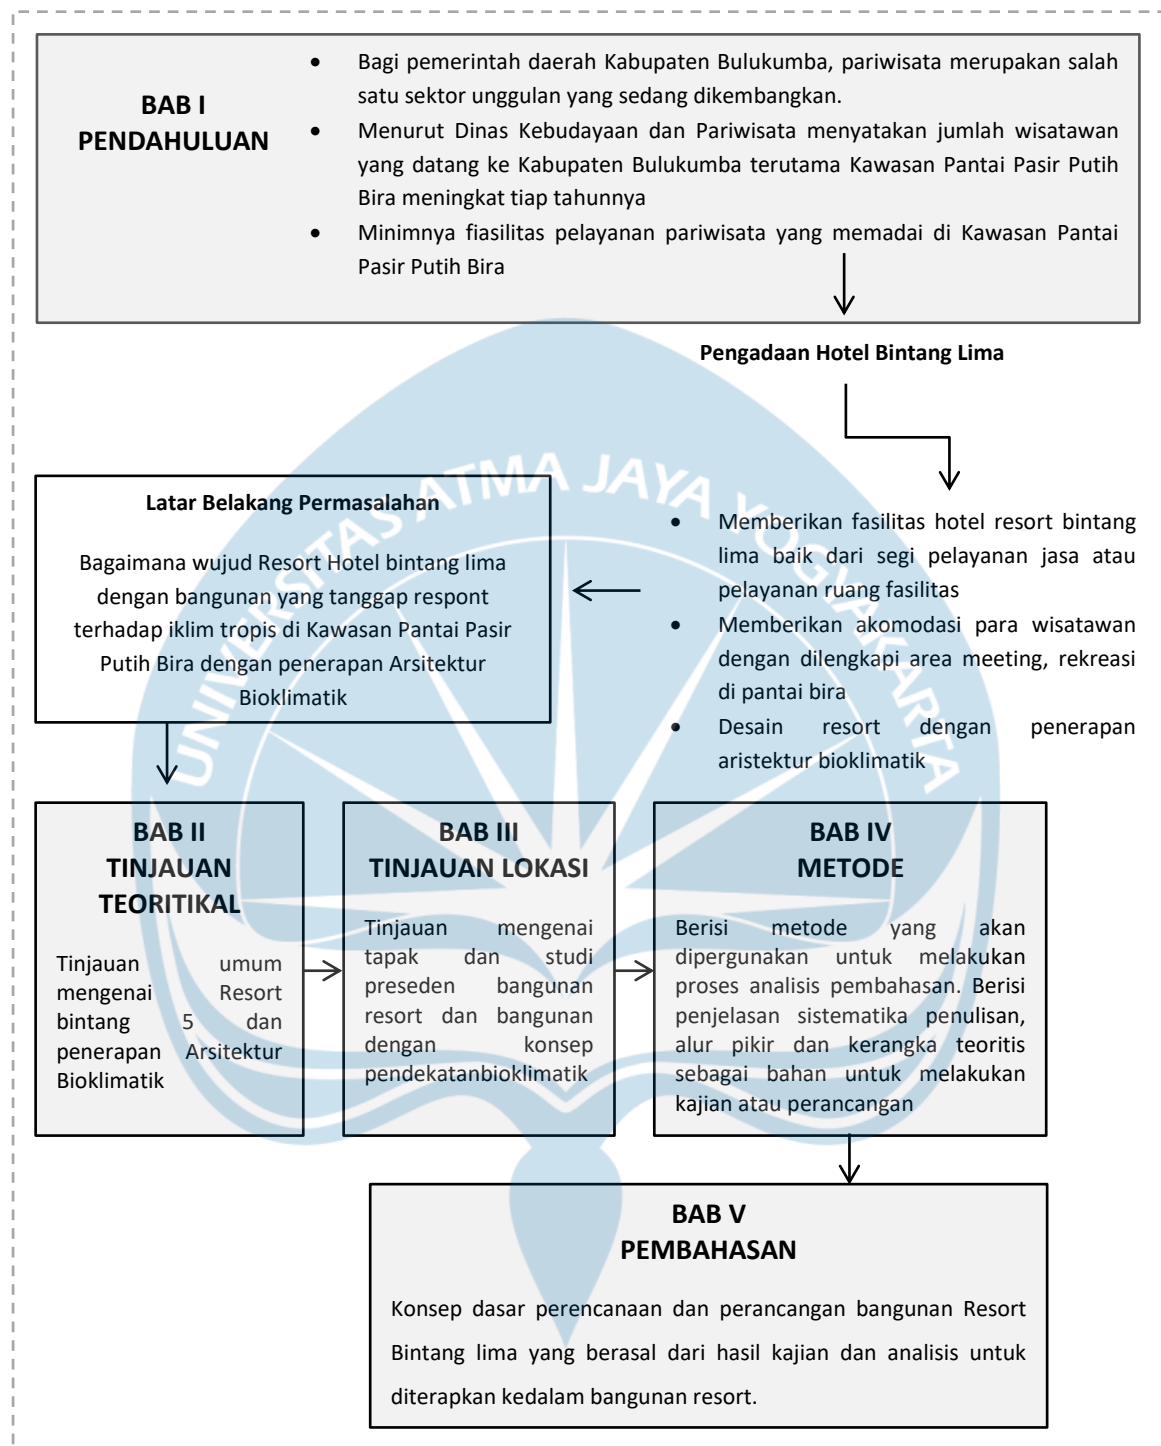 BAB I
PENDAHULUAN
• Bagi pemerintah daerah Kabupaten Bulukumba, pariwisata merupakan salah
satu sektor unggulan yang sedang dikembangkan.
• Menurut Dinas Kebudayaan dan Pariwisata menyatakan jumlah wisatawan
yang datang ke Kabupaten Bulukumba terutama Kawasan Pantai Pasir Putih
Bira meningkat tiap tahunnya
• Minimnya fiasilitas pelayanan pariwisata yang memadai di Kawasan Pantai
Pasir Putih Bira
Pengadaan Hotel Bintang Lima
• Memberikan fasilitas hotel resort bintang
lima baik dari segi pelayanan jasa atau
pelayanan ruang fasilitas
• Memberikan akomodasi para wisatawan
dengan dilengkapi area meeting, rekreasi
di pantai bira
• Desain resort dengan penerapan
aristektur bioklimatik
Latar Belakang Permasalahan
Bagaimana wujud Resort Hotel bintang lima
dengan bangunan yang tanggap respont
terhadap iklim tropis di Kawasan Pantai Pasir
Putih Bira dengan penerapan Arsitektur
Bioklimatik
UNIVERSITAS ATMA JAYA YOGYAKARTA
BAB II
TINJAUAN
TEORITIKAL
Tinjauan umum
mengenai Resort
bintang 5 dan
penerapan Arsitektur
Bioklimatik
BAB III
TINJAUAN LOKASI
Tinjauan mengenai
tapak dan studi
preseden bangunan
resort dan bangunan
dengan konsep
pendekatanbioklimatik
BAB IV
METODE
Berisi metode yang akan
dipergunakan untuk melakukan
proses analisis pembahasan. Berisi
penjelasan sistematika penulisan,
alur pikir dan kerangka teoritis
sebagai bahan untuk melakukan
kajian atau perancangan
BAB V
PEMBAHASAN
Konsep dasar perencanaan dan perancangan bangunan Resort
Bintang lima yang berasal dari hasil kajian dan analisis untuk
diterapkan kedalam bangunan resort.